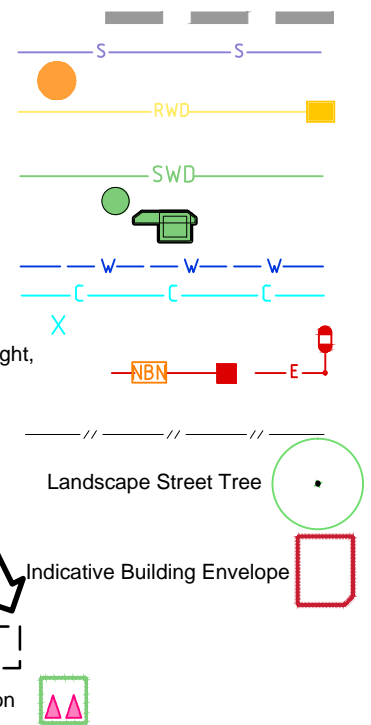 S S
RWD
SWD
W W W
C C C
X
ght,
NBN E
// // //
Landscape Street Tree
Indicative Building Envelope
on